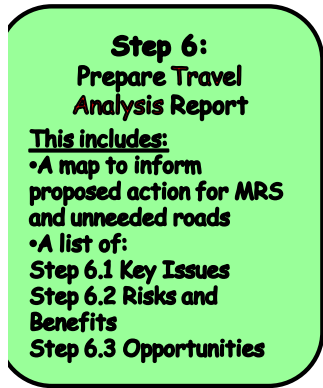 Step 6:
Prepare Travel
Analysis Report
This includes:
•A map to inform
proposed action for MRS
and unneeded roads
•A list of:
Step 6.1 Key Issues
Step 6.2 Risks and
Benefits
Step 6.3 Opportunities